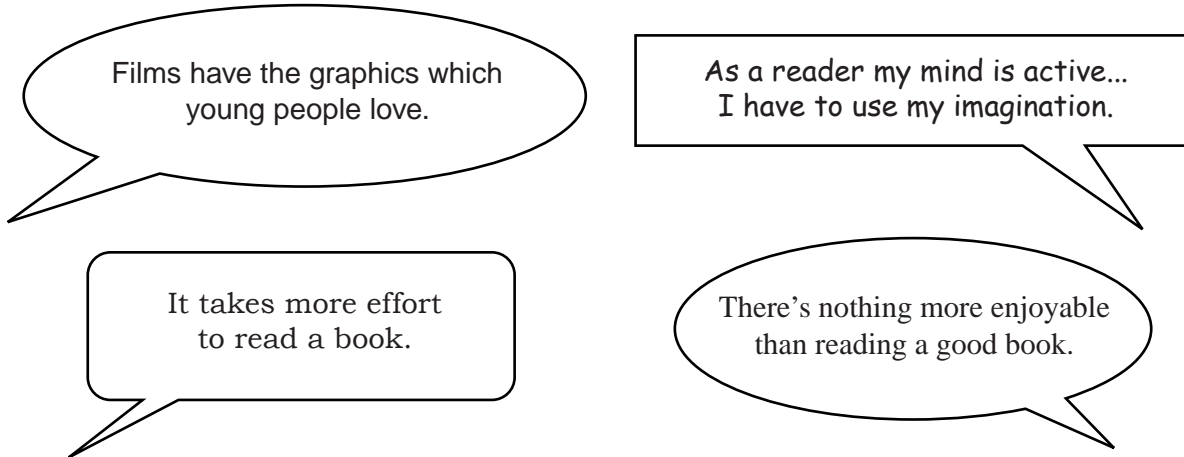 Films have the graphics which
young people love.
As a reader my mind is active...
I have to use my imagination.
It takes more effort
to read a book.
There's nothing more enjoyable
than reading a good book.